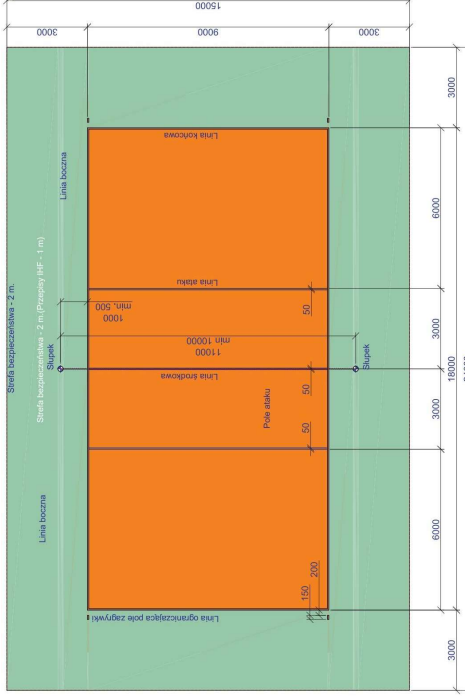 15000
3000
9000
3000
Linia końcowa
3000
Linia boczna
6000
Strefa bezpieczeństwa - 2 m.
Strefa bezpieczeństwa - 2 m (Przepisy IHF - 1 m)
Linia ataku
50
1000
min. 500
11000
min 10000
3000
Słupek
Słupek
Linia środkowa
18000
50
Pole ataku
3000
50
Linia boczna
6000
200
150
Linia ograniczająca pole zagrywki
3000